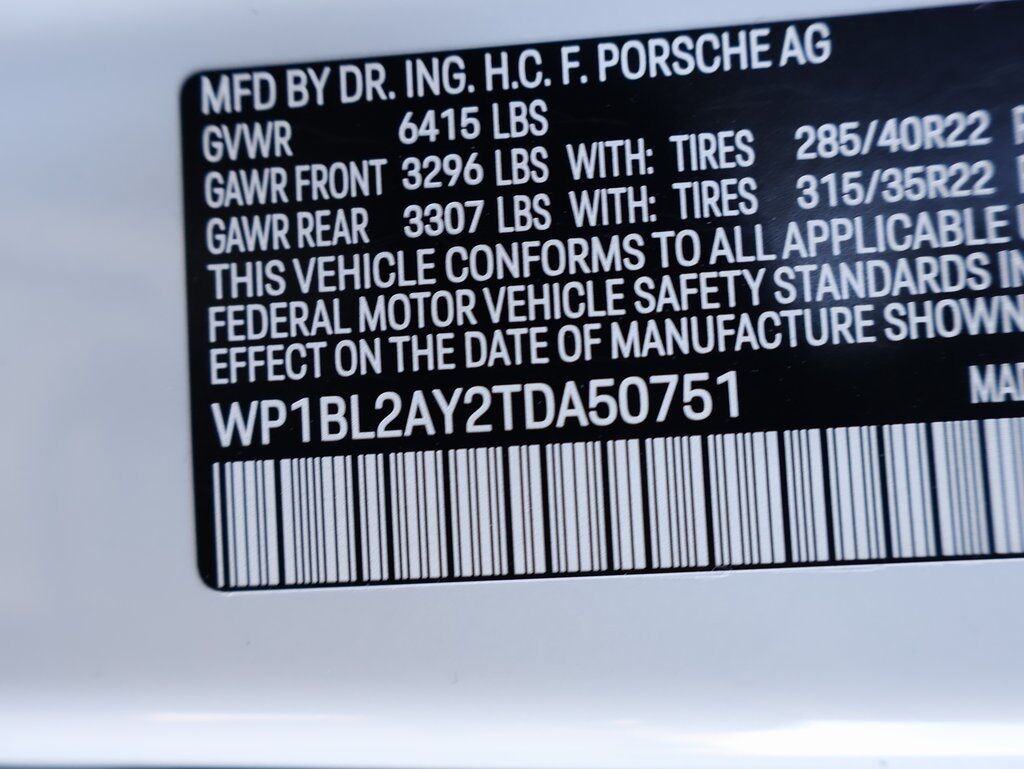 MFD BY DR. ING. H.C. F. PORSCHE AG
GVWR 6415 LBS
GAWR FRONT 3296 LBS WITH: TIRES 285/40R22
GAWR REAR 3307 LBS WITH: TIRES 315/35R22
THIS VEHICLE CONFORMS TO ALL APPLICABLE
FEDERAL MOTOR VEHICLE SAFETY STANDARDS IN
EFFECT ON THE DATE OF MANUFACTURE SHOWN
WP1BL2AY2TDA50751